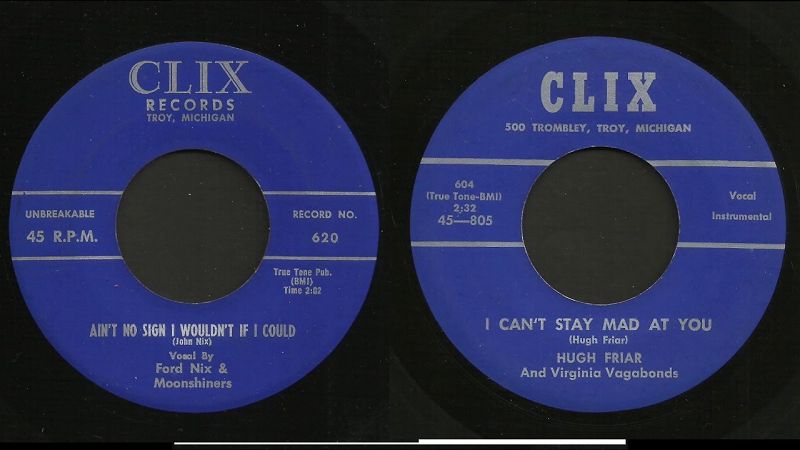 CLIX
RECORDS
TROY, MICHIGAN
UNBREAKABLE
45 R.P.M.
RECORD NO.
620
True Tone Pub.
(BMI)
Time 2:02
AIN'T NO SIGN I WOULDN'T IF I COULD
(John Nix)
Vocal By
Ford Nix &
Moonshiners
CLIX
500 TROMBLEY, TROY, MICHIGAN
604
(True Tone-BMI)
2:32
45—805
Vocal
Instrumental
I CAN'T STAY MAD AT YOU
(Hugh Friar)
HUGH FRIAR
And Virginia Vagabonds